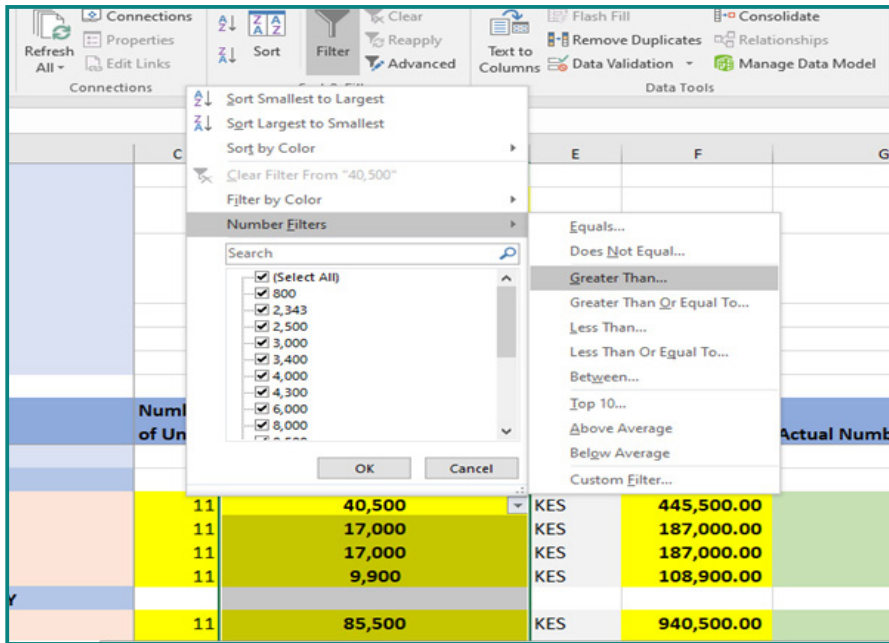 Connections
Properties
Edit Links
Refresh
All
Connections
Sort
Filter
Clear
Reapply
Advanced
Text to
Columns
Flash Fill
Remove Duplicates
Data Validation
Consolidate
Relationships
Manage Data Model
Data Tools
Sort Smallest to Largest
Sort Largest to Smallest
Sort by Color
Clear Filter From "40,500"
Filter by Color
Number Filters
Search
(Select All)
800
2,343
2,500
3,000
3,400
4,000
4,300
6,000
8,000
OK
Cancel
Equals...
Does Not Equal...
Greater Than...
Greater Than Or Equal To...
Less Than...
Less Than Or Equal To...
Between...
Top 10...
Above Average
Below Average
Custom Filter...
C E F G
Numl
of Un
Actual Numb
11 40,500 KES 445,500.00
11 17,000 KES 187,000.00
11 17,000 KES 187,000.00
11 9,900 KES 108,900.00
Y
11 85,500 KES 940,500.00